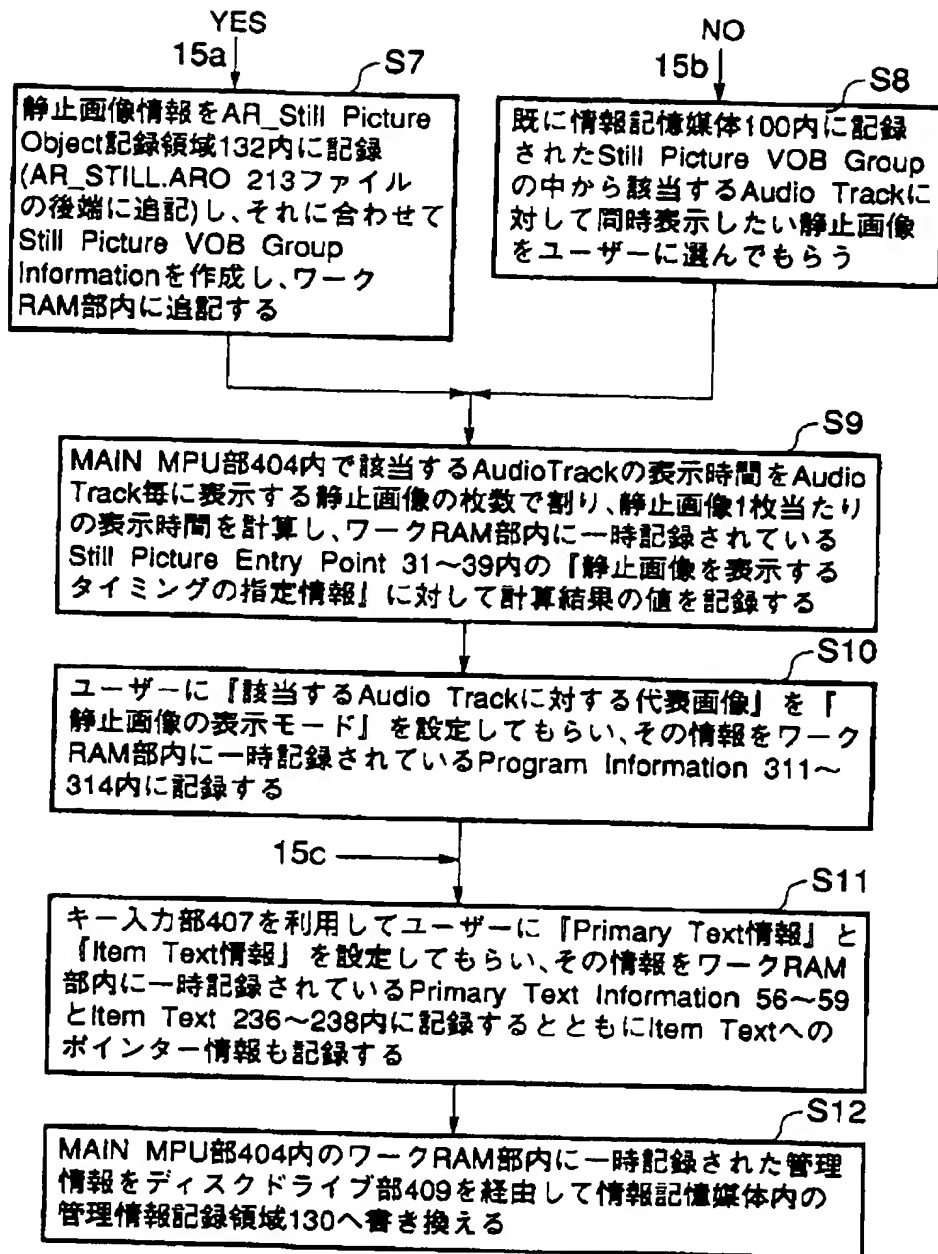 YES
15a
S7
静止画像情報をAR_Still Picture
Object記録領域132内に記録
(AR_STILL.ARO 213ファイル
の後端に追記)し、それに合わせて
Still Picture VOB Group
Informationを作成し、ワーク
RAM部内に追記する
NO
15b
S8
既に情報記憶媒体100内に記録
されたStill Picture VOB Group
の中から該当するAudio Trackに
対して同時表示したい静止画像
をユーザーに選んでもらう
S9
MAIN MPU部404内で該当するAudioTrackの表示時間をAudio
Track毎に表示する静止画像の枚数で割り、静止画像1枚当たり
の表示時間を計算し、ワークRAM部内に一時記録されている
Still Picture Entry Point 31～39内の『静止画像を表示する
タイミングの指定情報』に対して計算結果の値を記録する
S10
ユーザーに『該当するAudio Trackに対する代表画像』を『
静止画像の表示モード』を設定してもらい、その情報をワーク
RAM部内に一時記録されているProgram Information 311～
314内に記録する
15c
S11
キー入力部407を利用してユーザーに『Primary Text情報』と
『Item Text情報』を設定してもらい、その情報をワークRAM
部内に一時記録されているPrimary Text Information 56～59
とItem Text 236～238内に記録するとともにItem Textへの
ポインター情報も記録する
S12
MAIN MPU部404内のワークRAM部内に一時記録された管理
情報をディスクドライブ部409を経由して情報記憶媒体内の
管理情報記録領域130へ書き換える